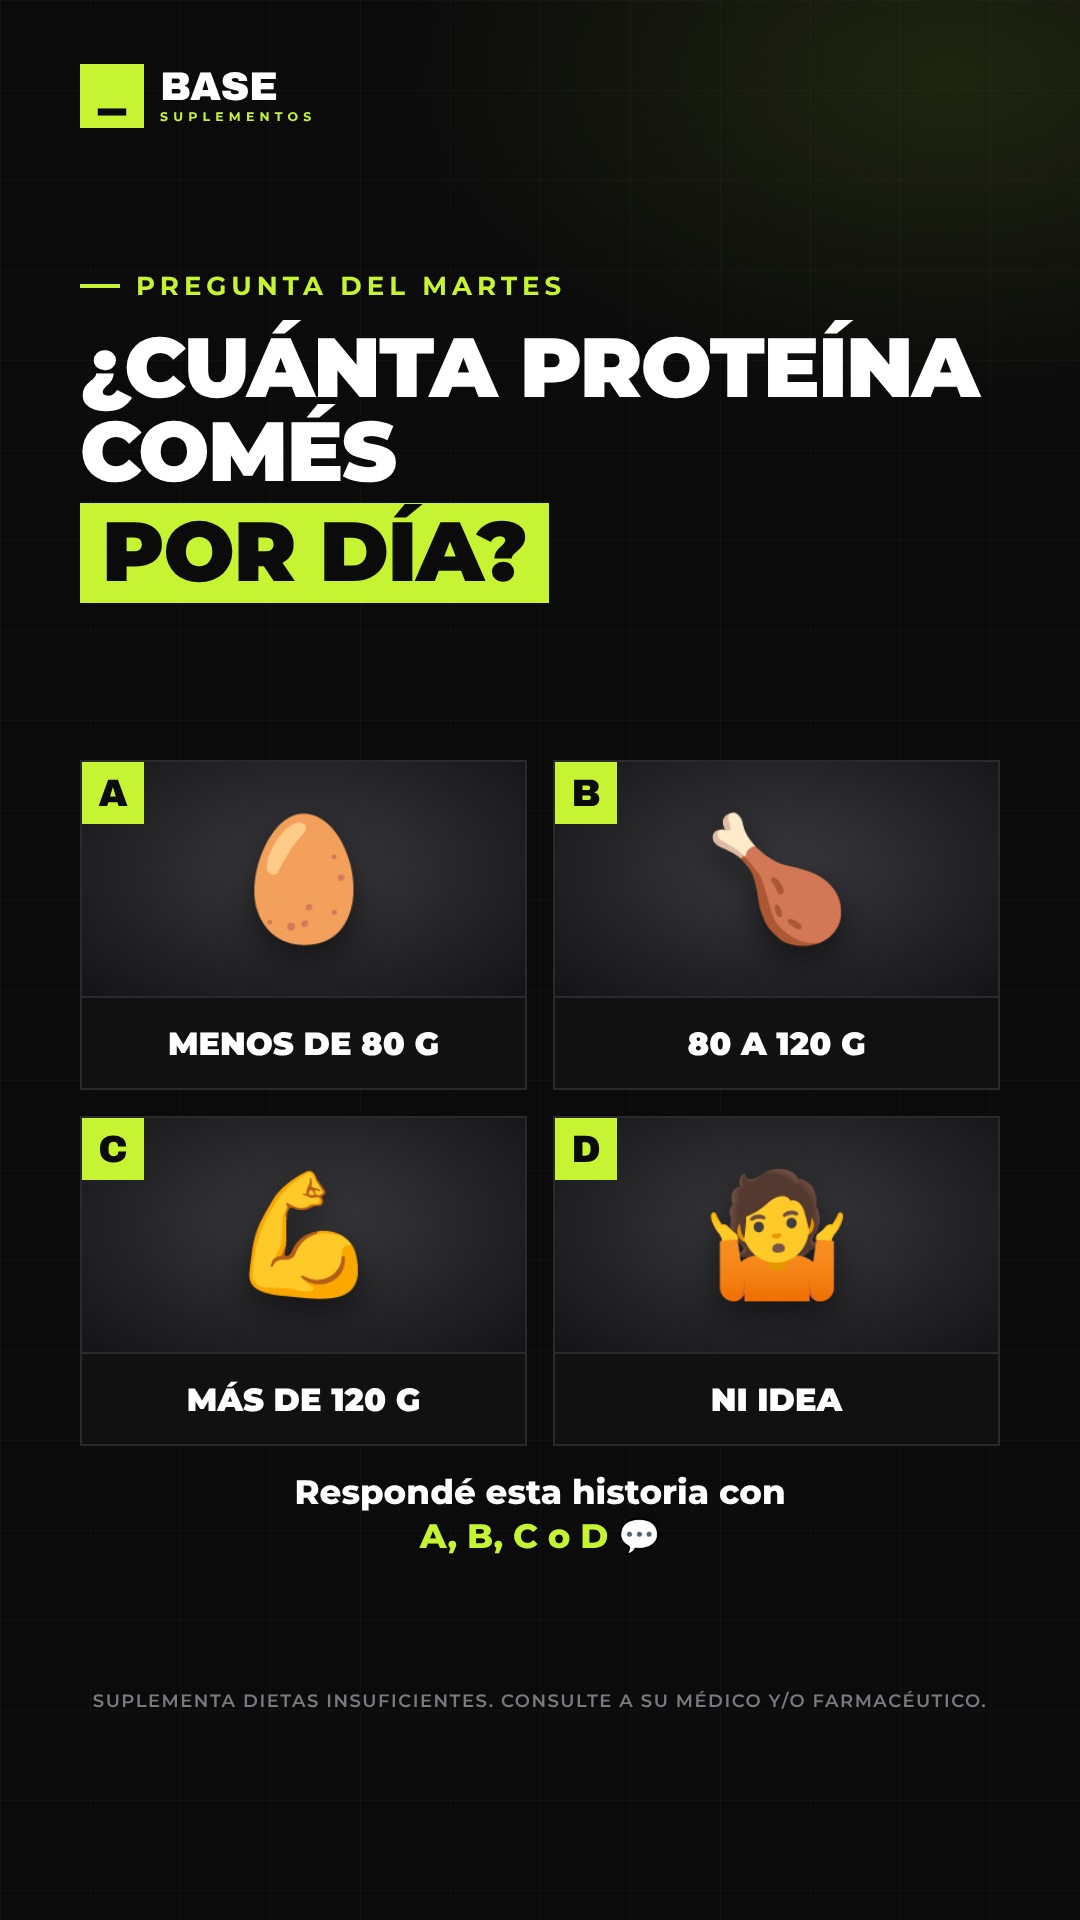 BASE
SUPLEMENTOS
PREGUNTA DEL MARTES
¿CUÁNTA PROTEÍNA
COMÉS
POR DÍA?
A
MENOS DE 80 G
B
80 A 120 G
C
MÁS DE 120 G
D
NI IDEA
Respondé esta historia con
A, B, C o D 💬
SUPLEMENTA DIETAS INSUFICIENTES. CONSULTE A SU MÉDICO Y/O FARMACÉUTICO.